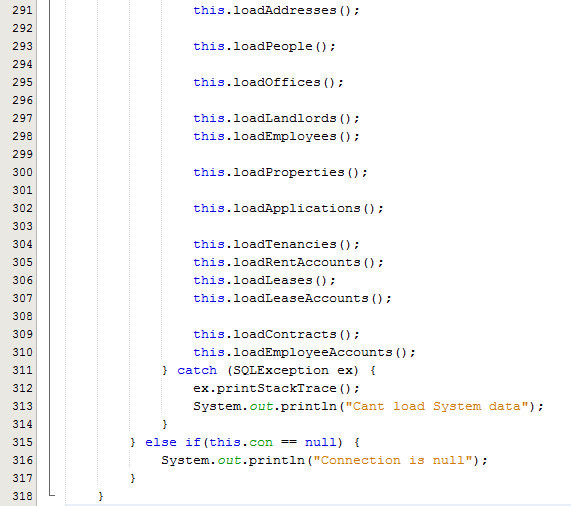 291 this.loadAddresses();
292
293 this.loadPeople();
294
295 this.loadOffices();
296
297 this.loadLandlords();
298 this.loadEmployees();
299
300 this.loadProperties();
301
302 this.loadApplications();
303
304 this.loadTenancies();
305 this.loadRentAccounts();
306 this.loadLeases();
307 this.loadLeaseAccounts();
308
309 this.loadContracts();
310 this.loadEmployeeAccounts();
311 } catch (SQLException ex) {
312 ex.printStackTrace();
313 System.out.println("Cant load System data");
314 }
315 } else if(this.con == null) {
316 System.out.println("Connection is null");
317 }
318 }